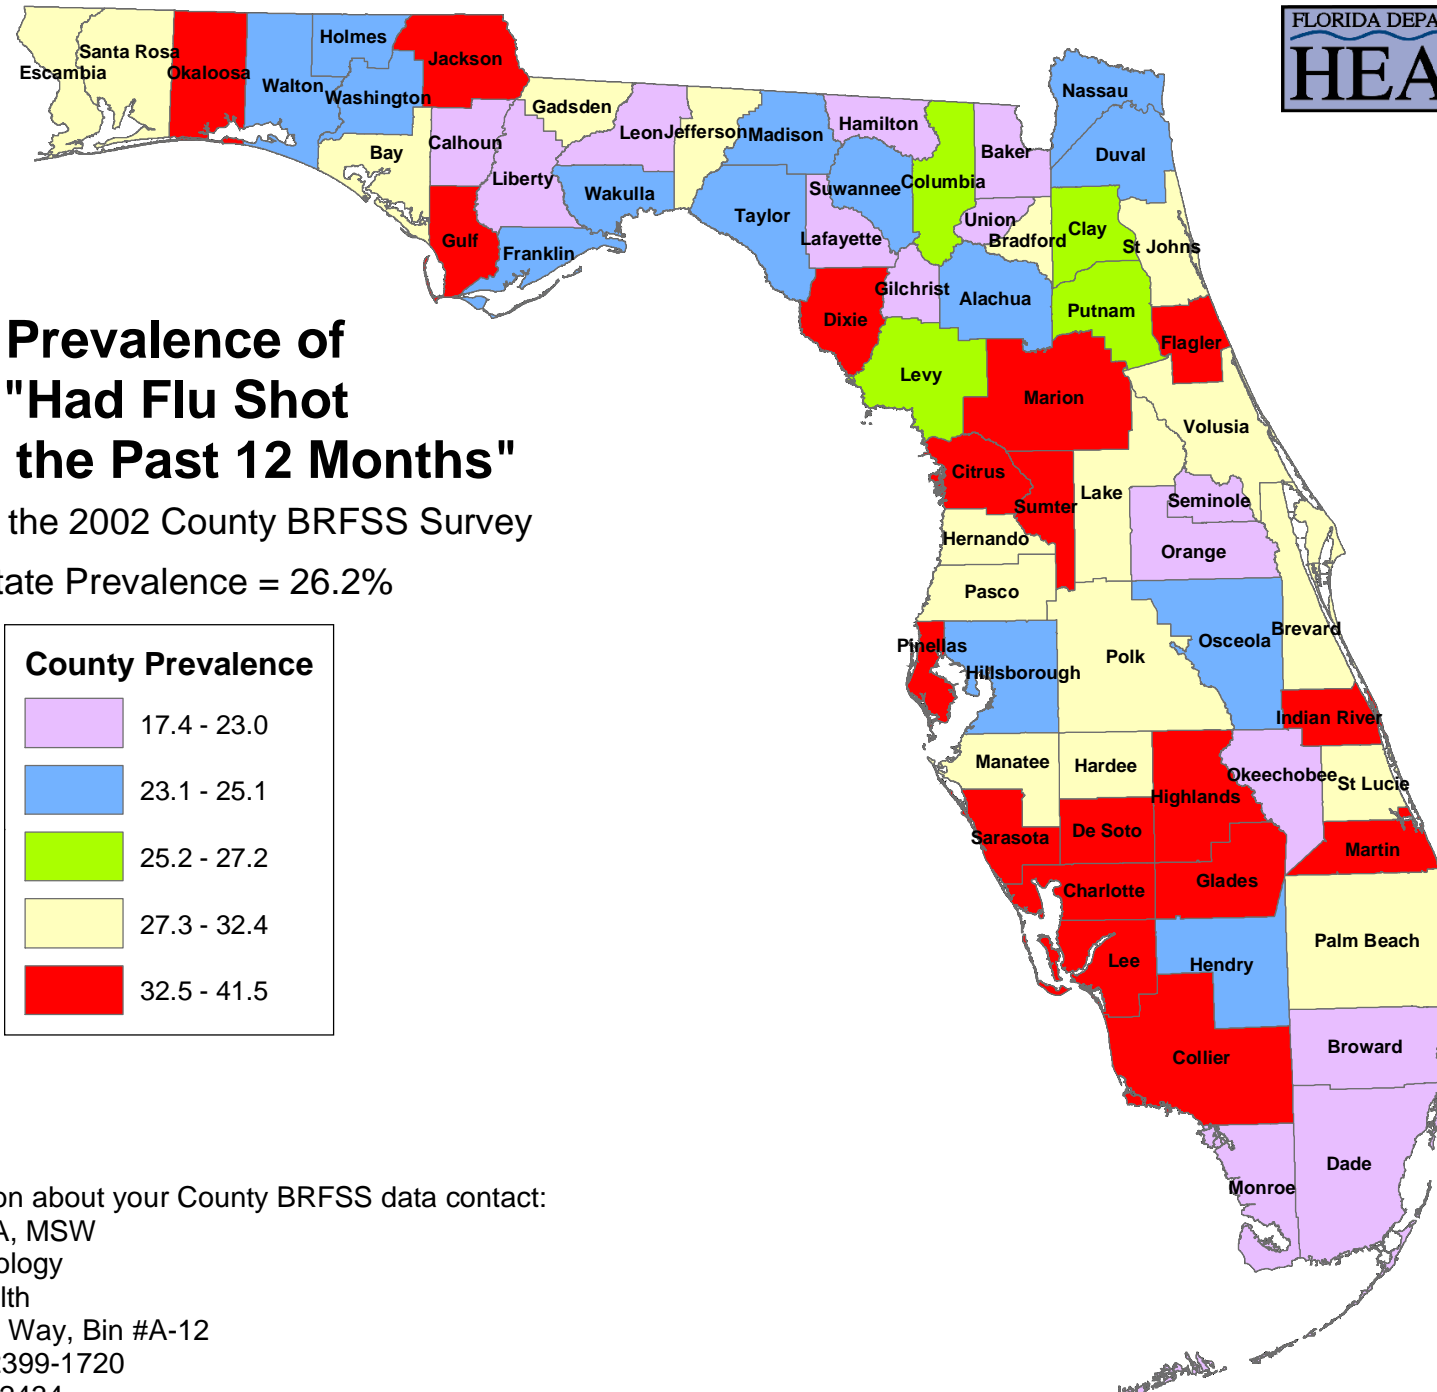 FLORIDA DEPA
HEA
Escambia
Santa Rosa
Okaloosa
Walton
Holmes
Washington
Jackson
Bay
Calhoun
Gulf
Liberty
Gadsden
Leon
Jefferson
Wakulla
Franklin
Madison
Taylor
Hamilton
Suwannee
Lafayette
Columbia
Baker
Union
Bradford
Nassau
Duval
Clay
St Johns
Gilchrist
Dixie
Alachua
Putnam
Flagler
Levy
Marion
Volusia
Citrus
Sumter
Lake
Seminole
Orange
Hernando
Pasco
Pinellas
Hillsborough
Polk
Osceola
Brevard
Indian River
Manatee
Hardee
Highlands
Okeechobee
St Lucie
Sarasota
De Soto
Martin
Charlotte
Glades
Lee
Hendry
Palm Beach
Collier
Broward
Monroe
Dade
Prevalence of
"Had Flu Shot
the Past 12 Months"
the 2002 County BRFSS Survey
tate Prevalence = 26.2%
County Prevalence
17.4 - 23.0
23.1 - 25.1
25.2 - 27.2
27.3 - 32.4
32.5 - 41.5
on about your County BRFSS data contact:
A, MSW
ology
lth
Way, Bin #A-12
2399-1720